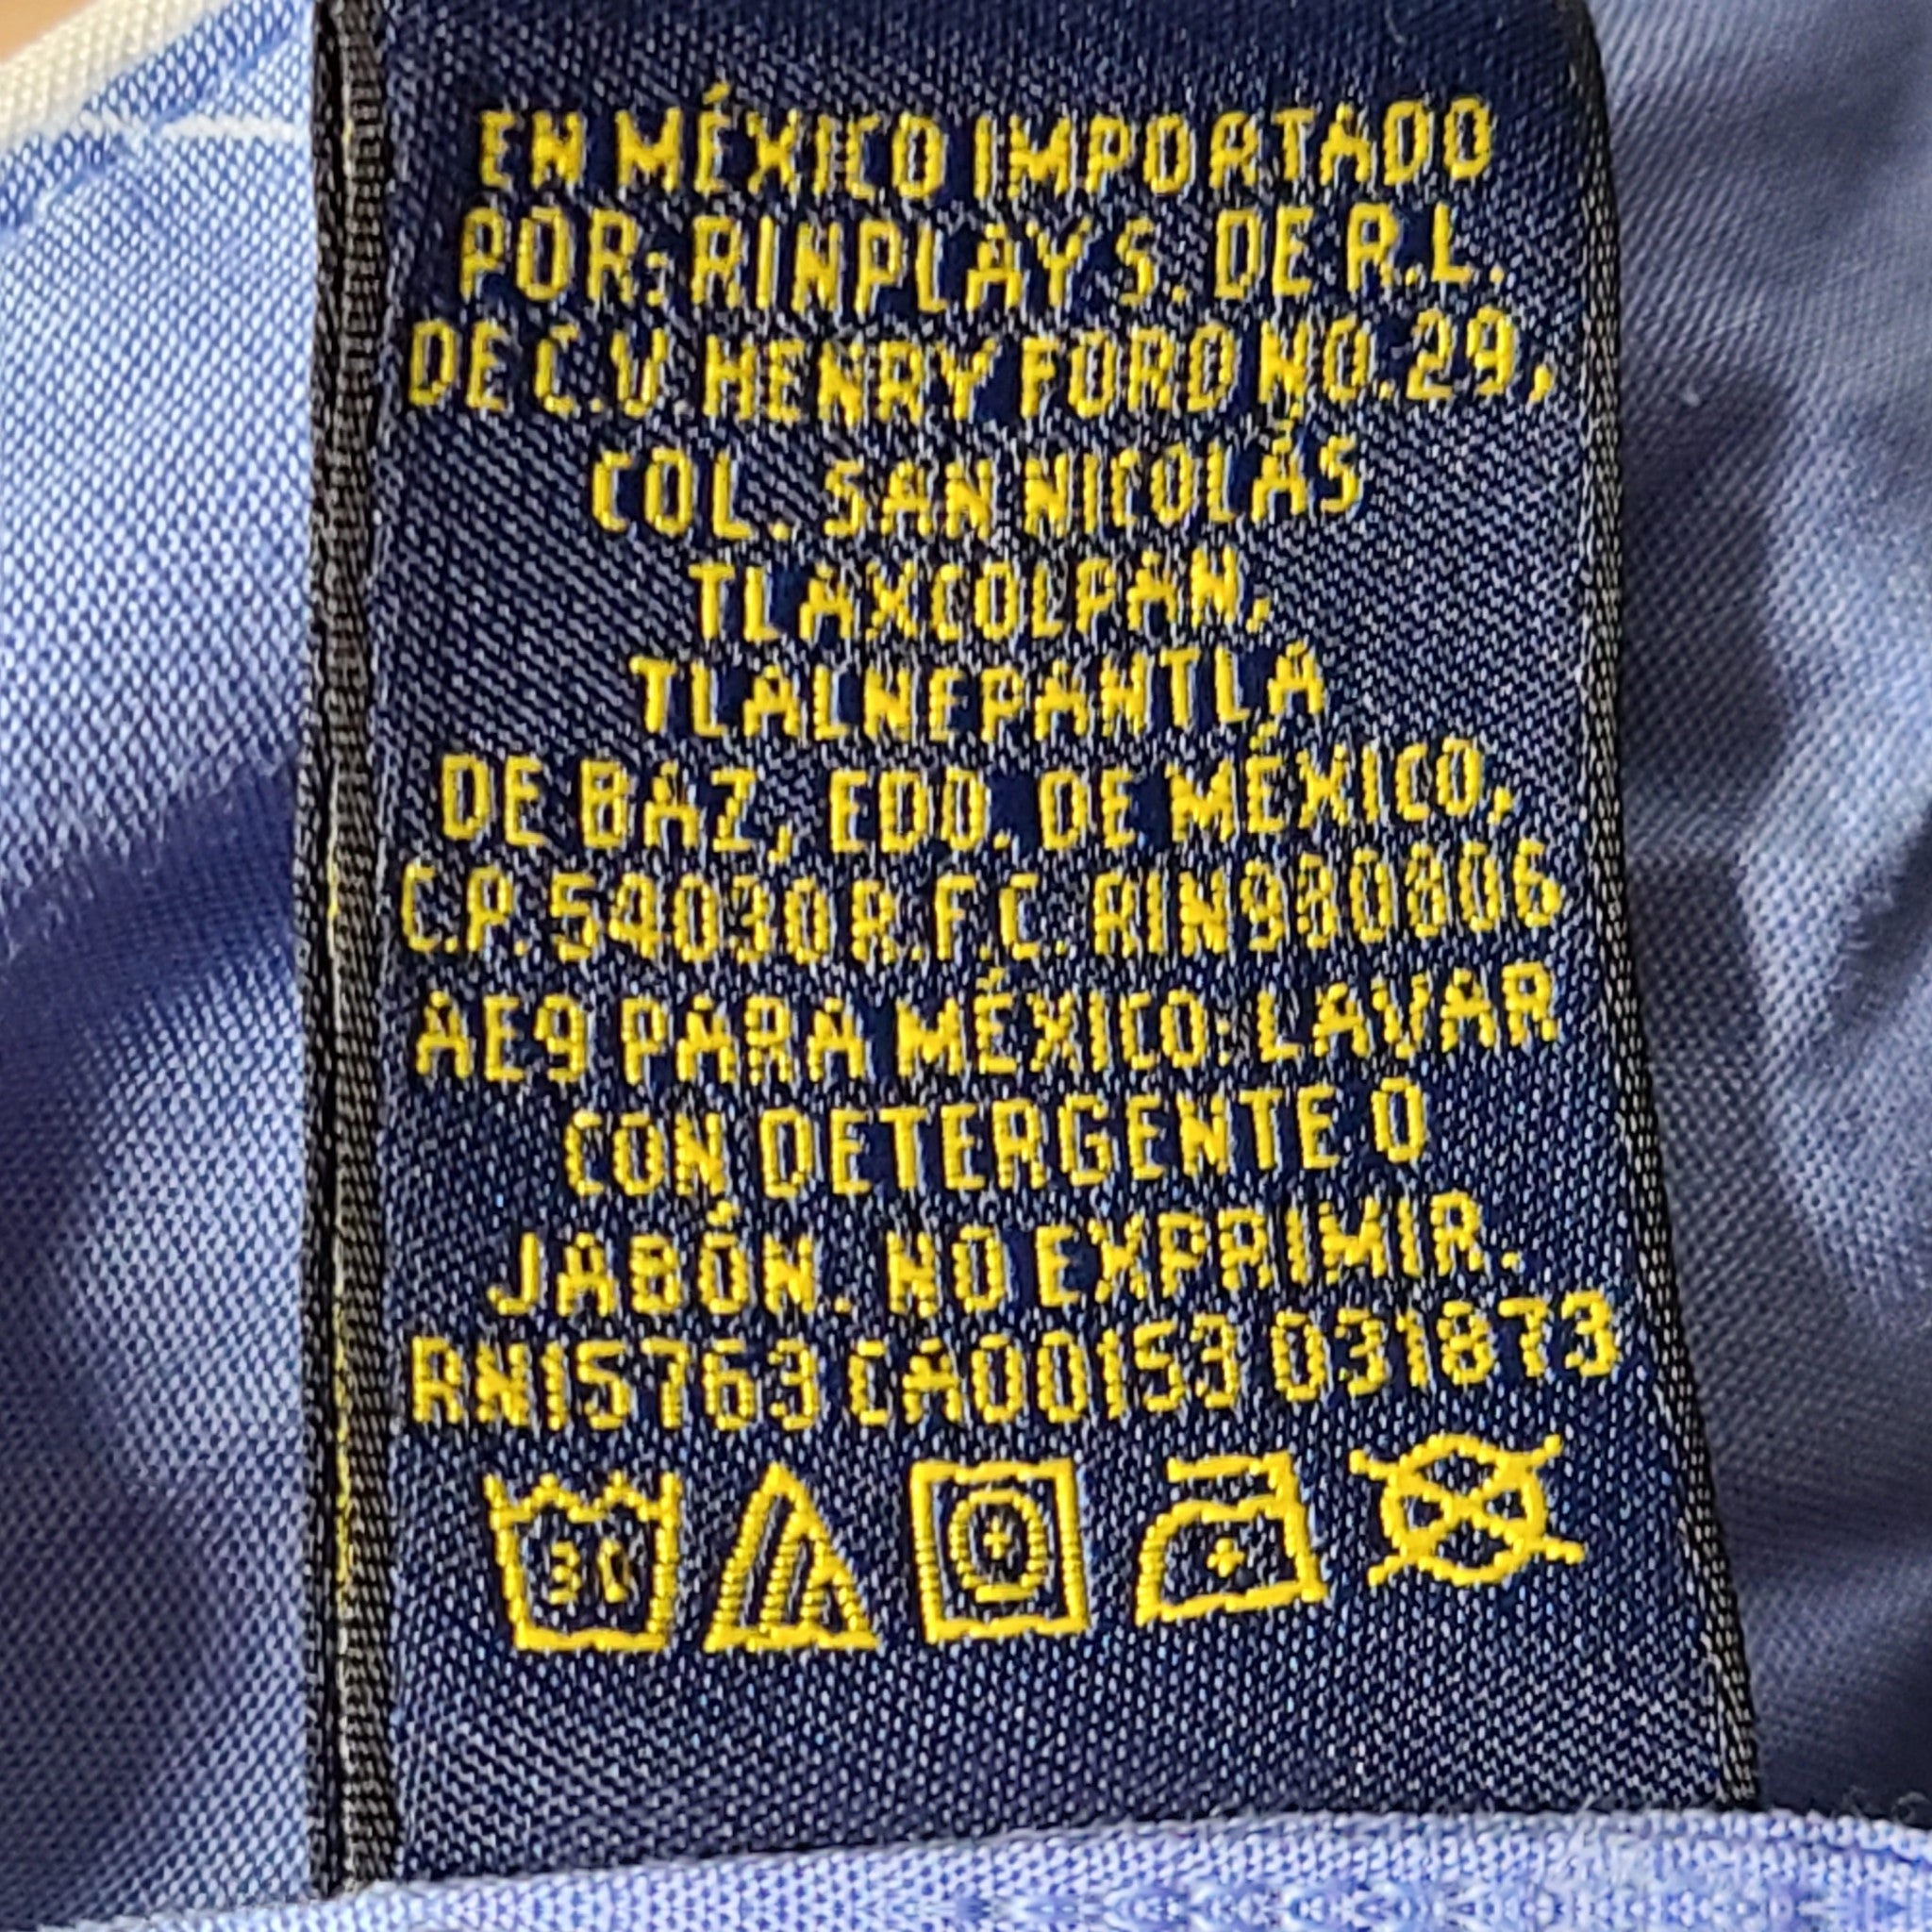 EN MÉXICO IMPORTADO
POR: RINPLAY S. DE R.L.
DE C.V. HENRY FORD NO. 29,
COL. SAN NICOLÁS
TLAXCOLPAN,
TLALNEPANTLA
DE BAZ, EDO. DE MÉXICO,
C.P. 54030 R.F.C. RIN980806
AE9 PARA MÉXICO: LAVAR
CON DETERGENTE O
JABÓN. NO EXPRIMIR.
RN15763 CA00153 031873
30